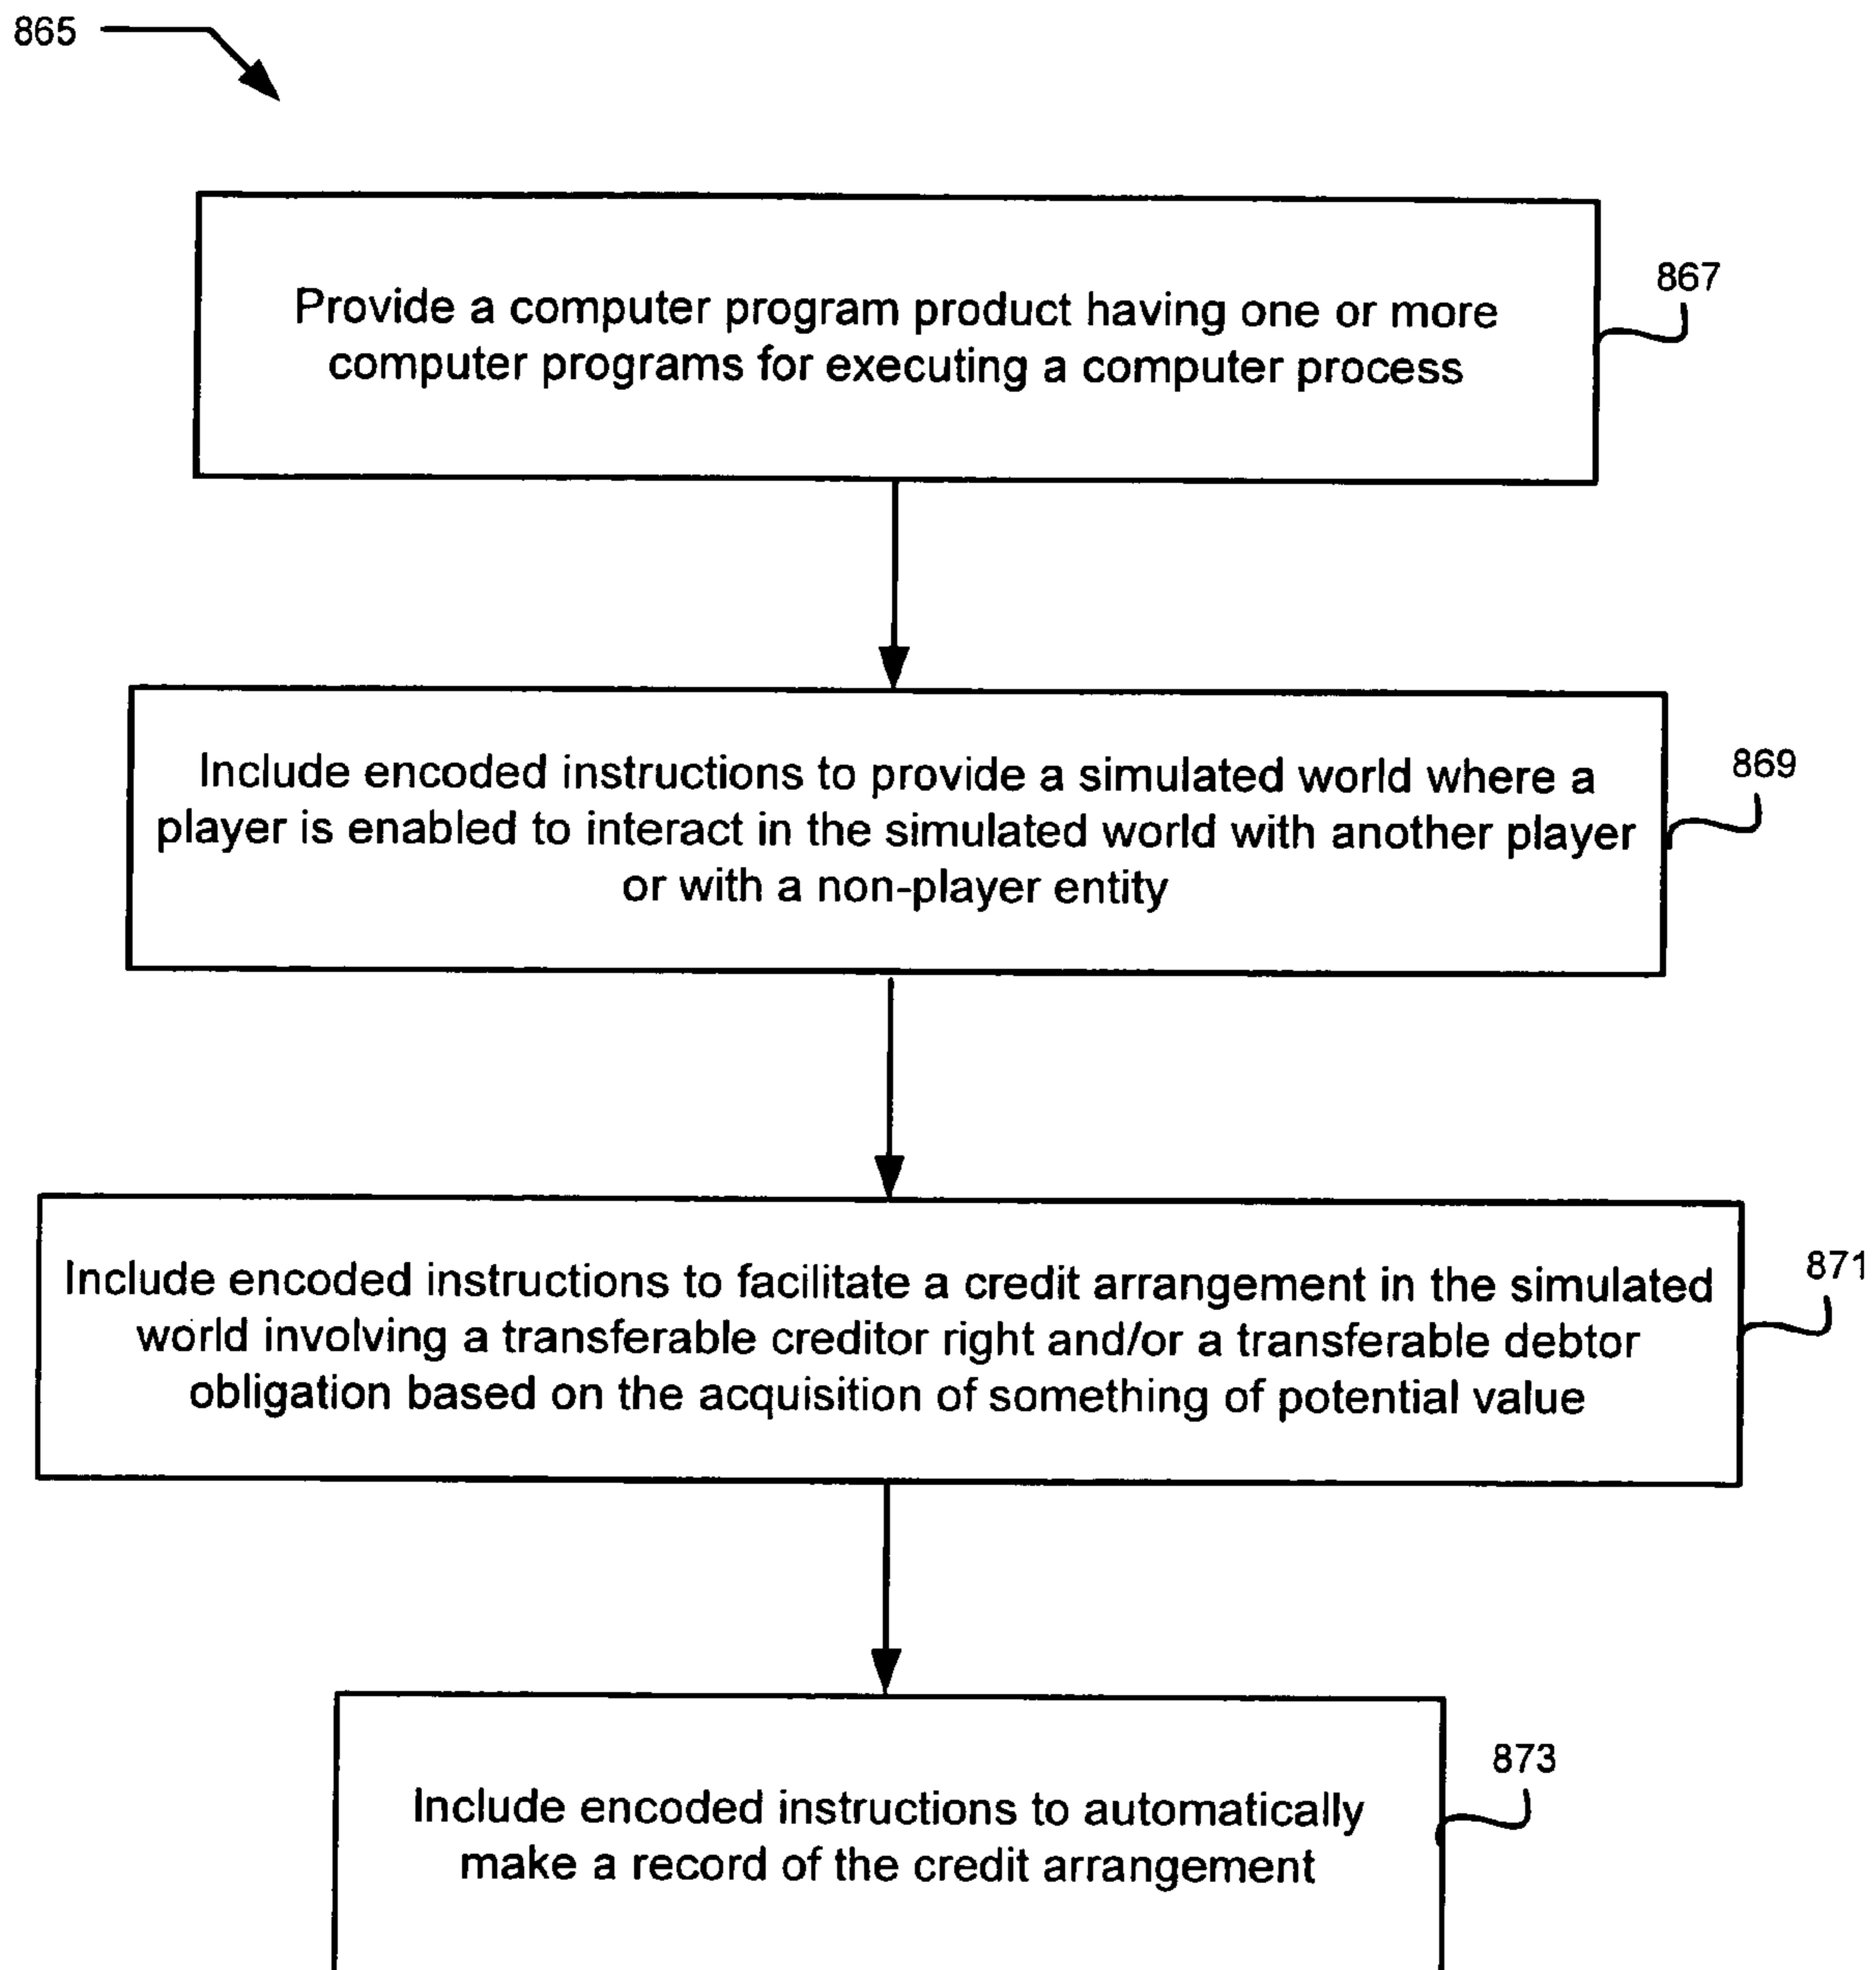 865
Provide a computer program product having one or more
computer programs for executing a computer process
867
Include encoded instructions to provide a simulated world where a
player is enabled to interact in the simulated world with another player
or with a non-player entity
869
Include encoded instructions to facilitate a credit arrangement in the simulated
world involving a transferable creditor right and/or a transferable debtor
obligation based on the acquisition of something of potential value
871
Include encoded instructions to automatically
make a record of the credit arrangement
873